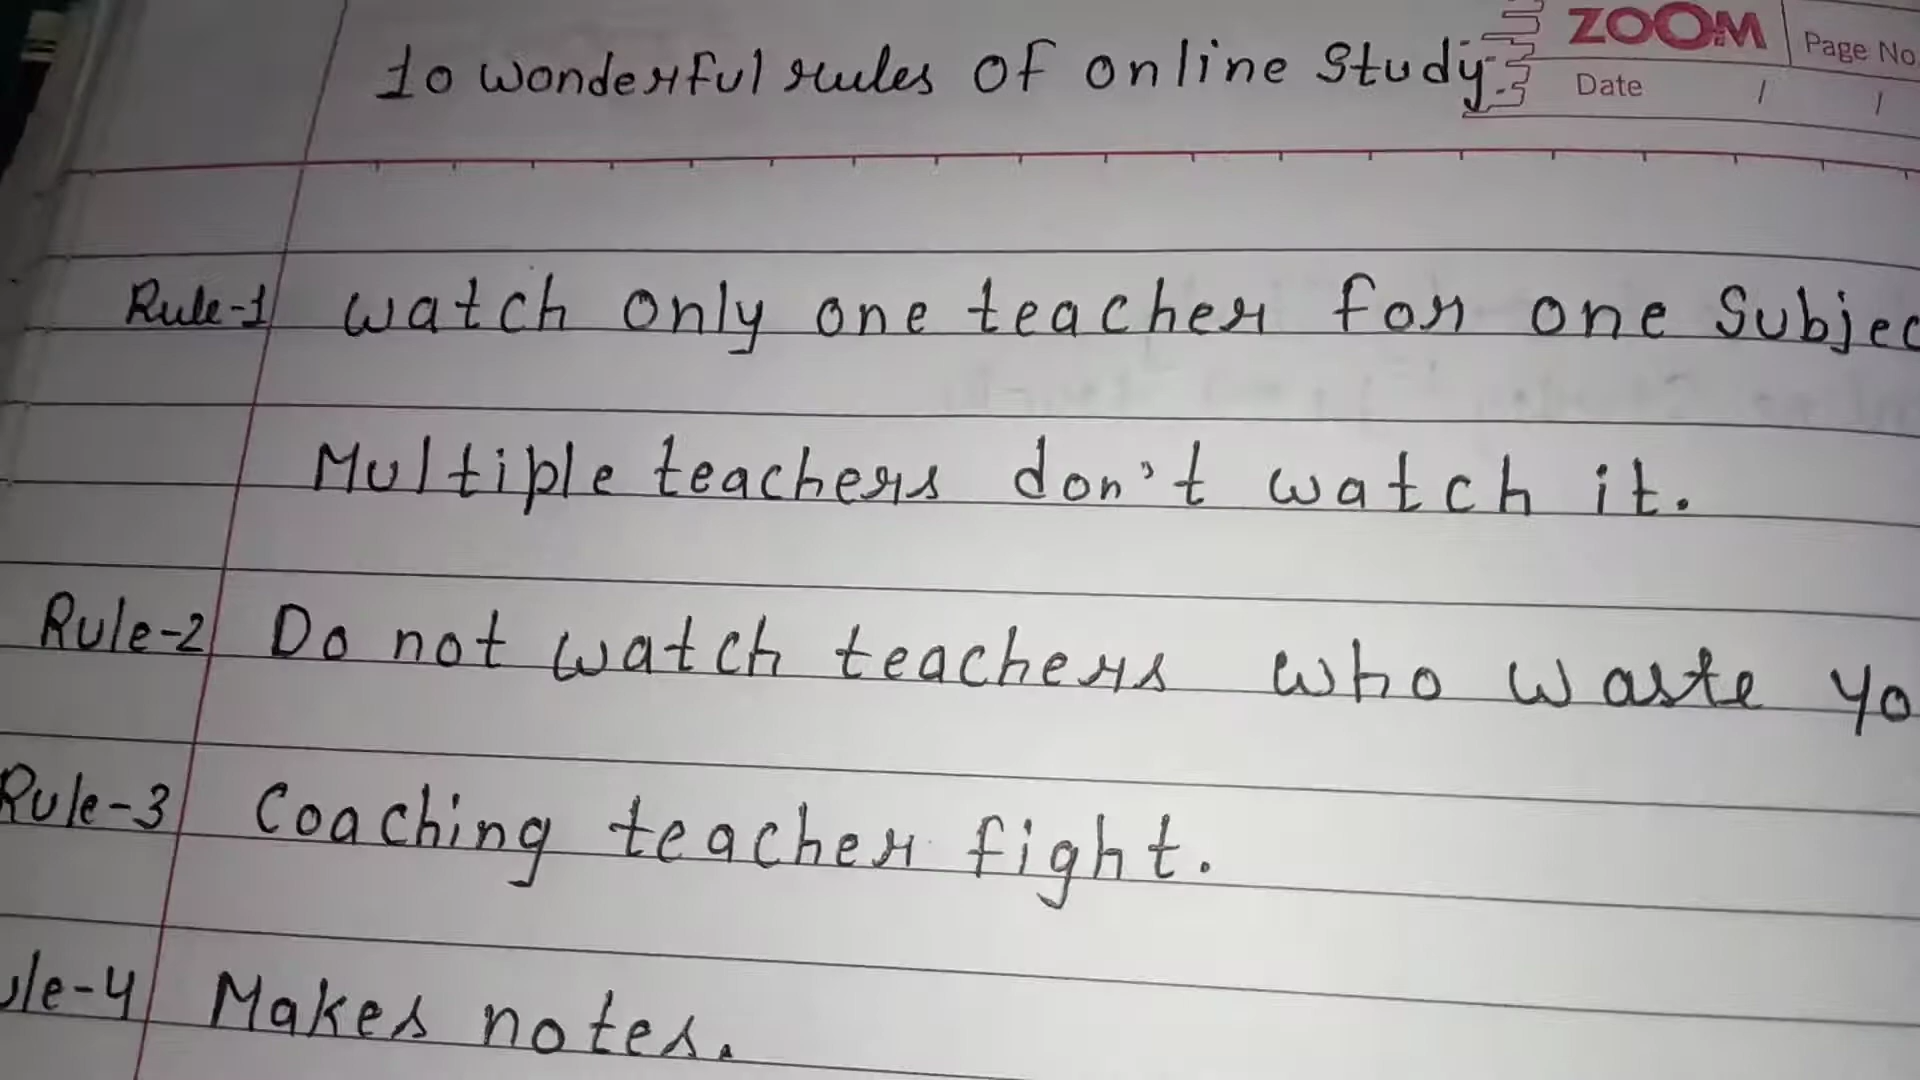 10 wonderful rules of online Study:-
ZOOM
Page No
Date / /
Rule-1 watch only one teacher for one Subjec
Multiple teachers don't watch it.
Rule-2 Do not watch teachers who waste yo
Rule-3 Coaching teacher fight.
ule-4 Makes notes.